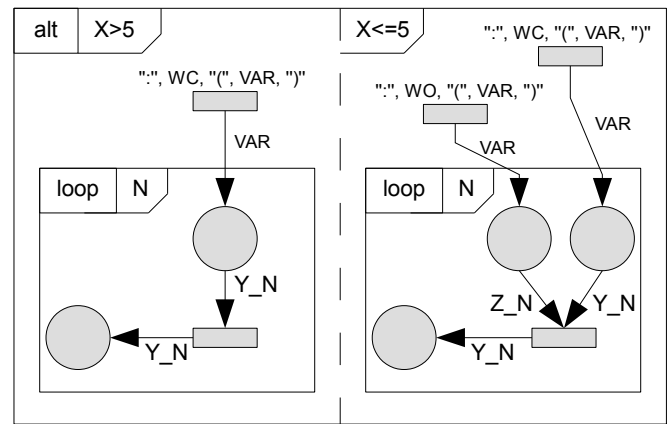 alt
X>5
":", WC, "(", VAR, ")"
VAR
loop
N
Y_N
Y_N
X<=5
":", WC, "(", VAR, ")"
":", WO, "(", VAR, ")"
VAR
VAR
loop
N
Z_N
Y_N
Y_N